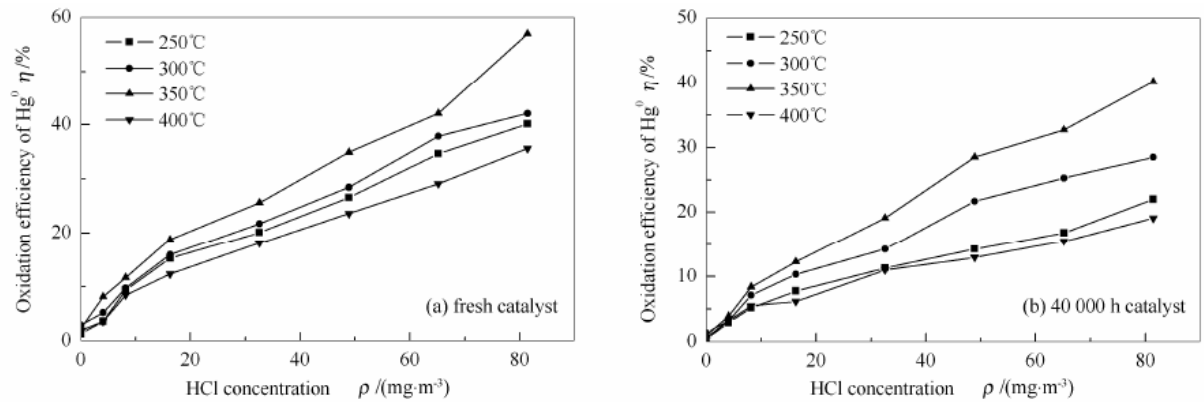 Oxidation efficiency of Hg⁰ η/%
60
40
20
0
250℃
300℃
350℃
400℃
(a) fresh catalyst
0 20 40 60 80
HCl concentration ρ /(mg·m⁻³)
Oxidation efficiency of Hg⁰ η/%
50
40
30
20
10
0
250℃
300℃
350℃
400℃
(b) 40 000 h catalyst
0 20 40 60 80
HCl concentration ρ /(mg·m⁻³)